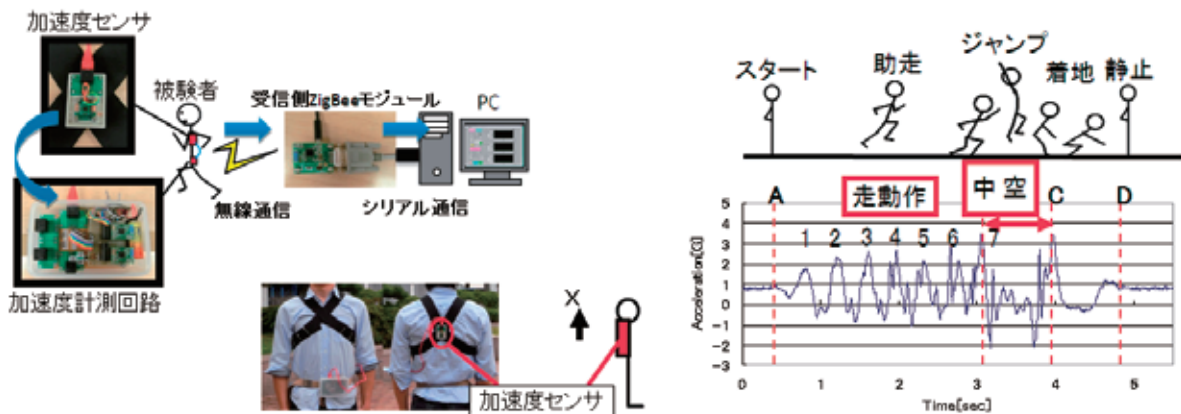 加速度センサ
被験者
受信側ZigBeeモジュール
PC
無線通信
シリアル通信
加速度計測回路
X
加速度センサ
スタート
助走
ジャンプ
着地
静止
A
走動作
中空
C
D
1 2 3 4 5 6 7
Acceleration[G]
5
4
3
2
1
0
-1
-2
-3
0 1 2 3 4 5
Time[sec]